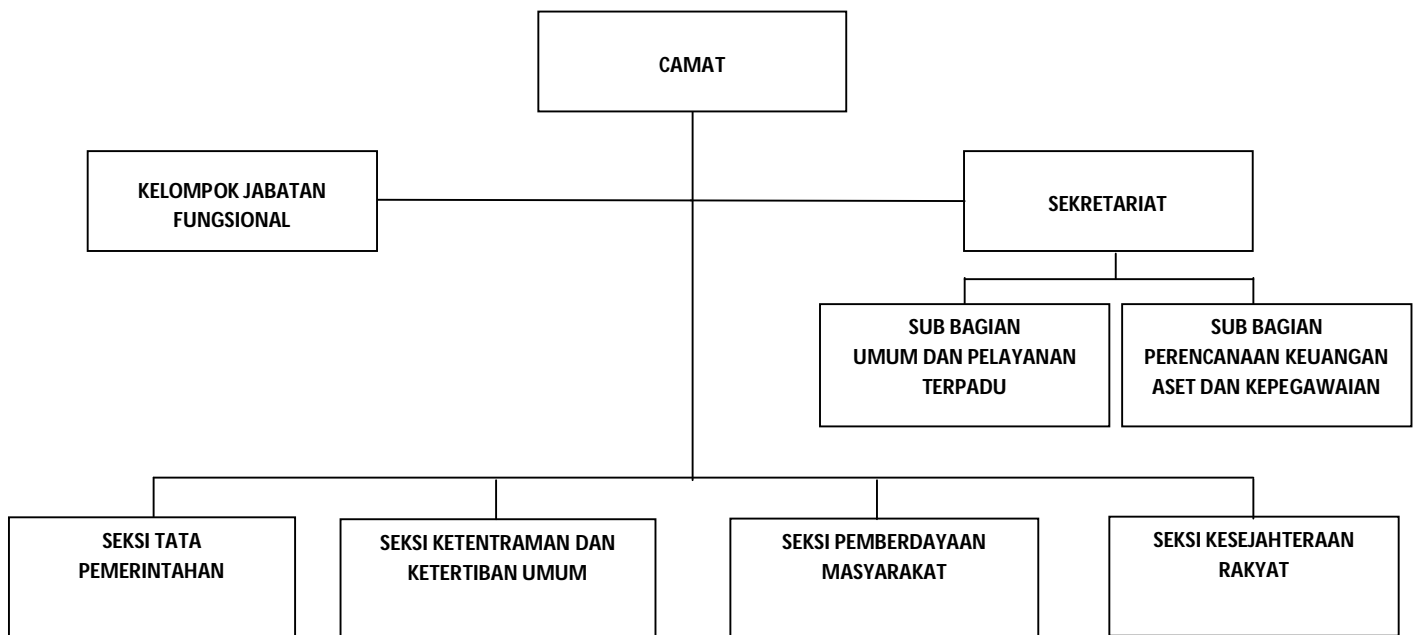 CAMAT
KELOMPOK JABATAN
FUNGSIONAL
SEKRETARIAT
SUB BAGIAN
UMUM DAN PELAYANAN
TERPADU
SUB BAGIAN
PERENCANAAN KEUANGAN
ASET DAN KEPEGAWAIAN
SEKSI TATA
PEMERINTAHAN
SEKSI KETENTRAMAN DAN
KETERTIBAN UMUM
SEKSI PEMBERDAYAAN
MASYARAKAT
SEKSI KESEJAHTERAAN
RAKYAT